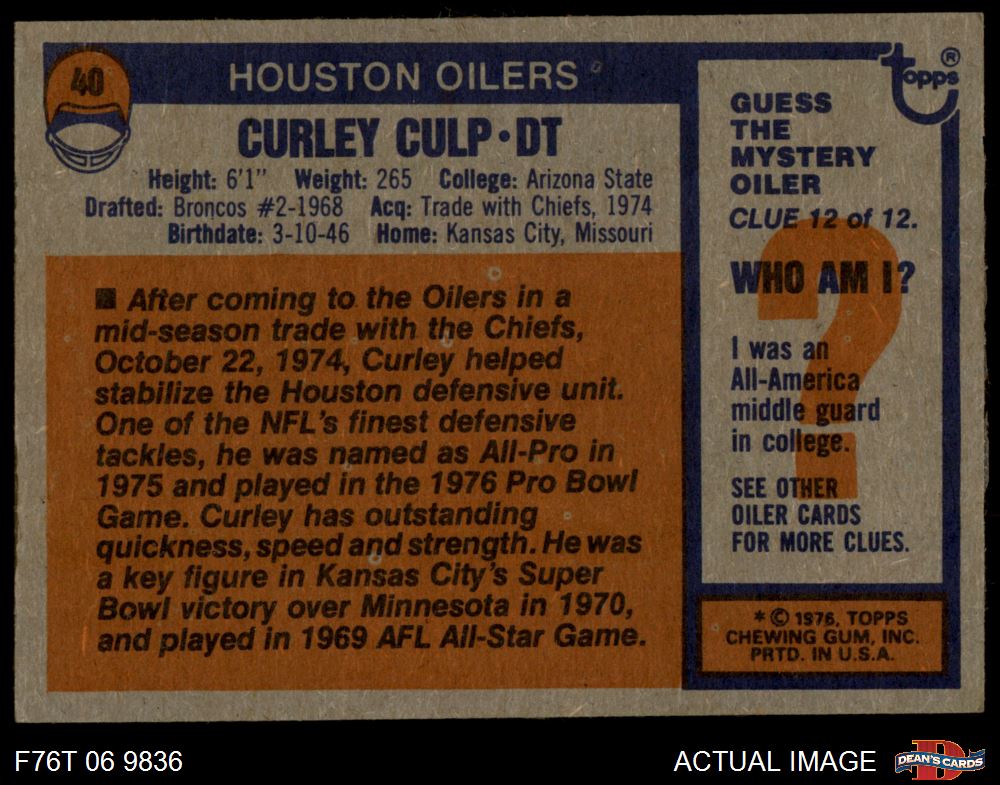 40
HOUSTON OILERS
topps®
CURLEY CULP•DT
Height: 6'1" Weight: 265 College: Arizona State
Drafted: Broncos #2-1968 Acq: Trade with Chiefs, 1974
Birthdate: 3-10-46 Home: Kansas City, Missouri
■ After coming to the Oilers in a
mid-season trade with the Chiefs,
October 22, 1974, Curley helped
stabilize the Houston defensive unit.
One of the NFL's finest defensive
tackles, he was named as All-Pro in
1975 and played in the 1976 Pro Bowl
Game. Curley has outstanding
quickness, speed and strength. He was
a key figure in Kansas City's Super
Bowl victory over Minnesota in 1970,
and played in 1969 AFL All-Star Game.
GUESS
THE
MYSTERY
OILER
CLUE 12 of 12.
WHO AM I?
I was an
All-America
middle guard
in college.
SEE OTHER
OILER CARDS
FOR MORE CLUES.
*© 1976, TOPPS
CHEWING GUM, INC.
PRTD. IN U.S.A.
F76T 06 9836
ACTUAL IMAGE
D
DEAN'S CARDS